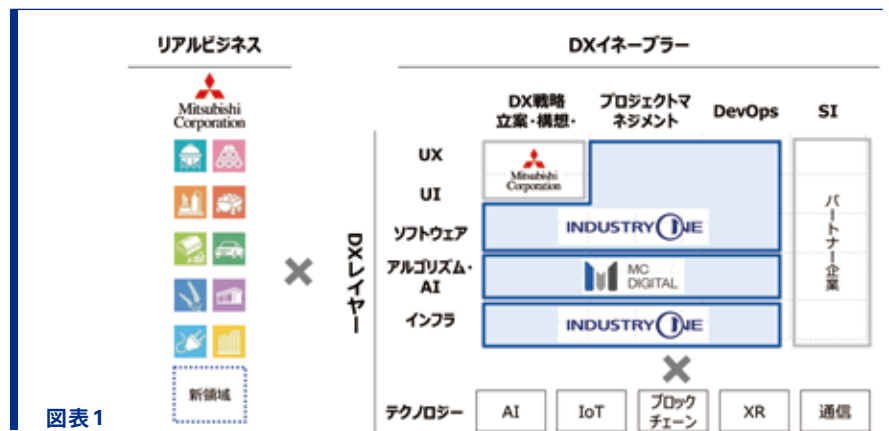 リアルビジネス
DXイネーブラー
Mitsubishi
Corporation
DX戦略
立案・構想・
プロジェクトマ
ネジメント
DevOps
SI
DXレイヤー
UX
UI
ソフトウェア
アルゴリズム・
AI
インフラ
Mitsubishi
Corporation
INDUSTRY ONE
MC
DIGITAL
INDUSTRY ONE
パートナー企業
新領域
テクノロジー
AI
IoT
ブロック
チェーン
XR
通信
図表1